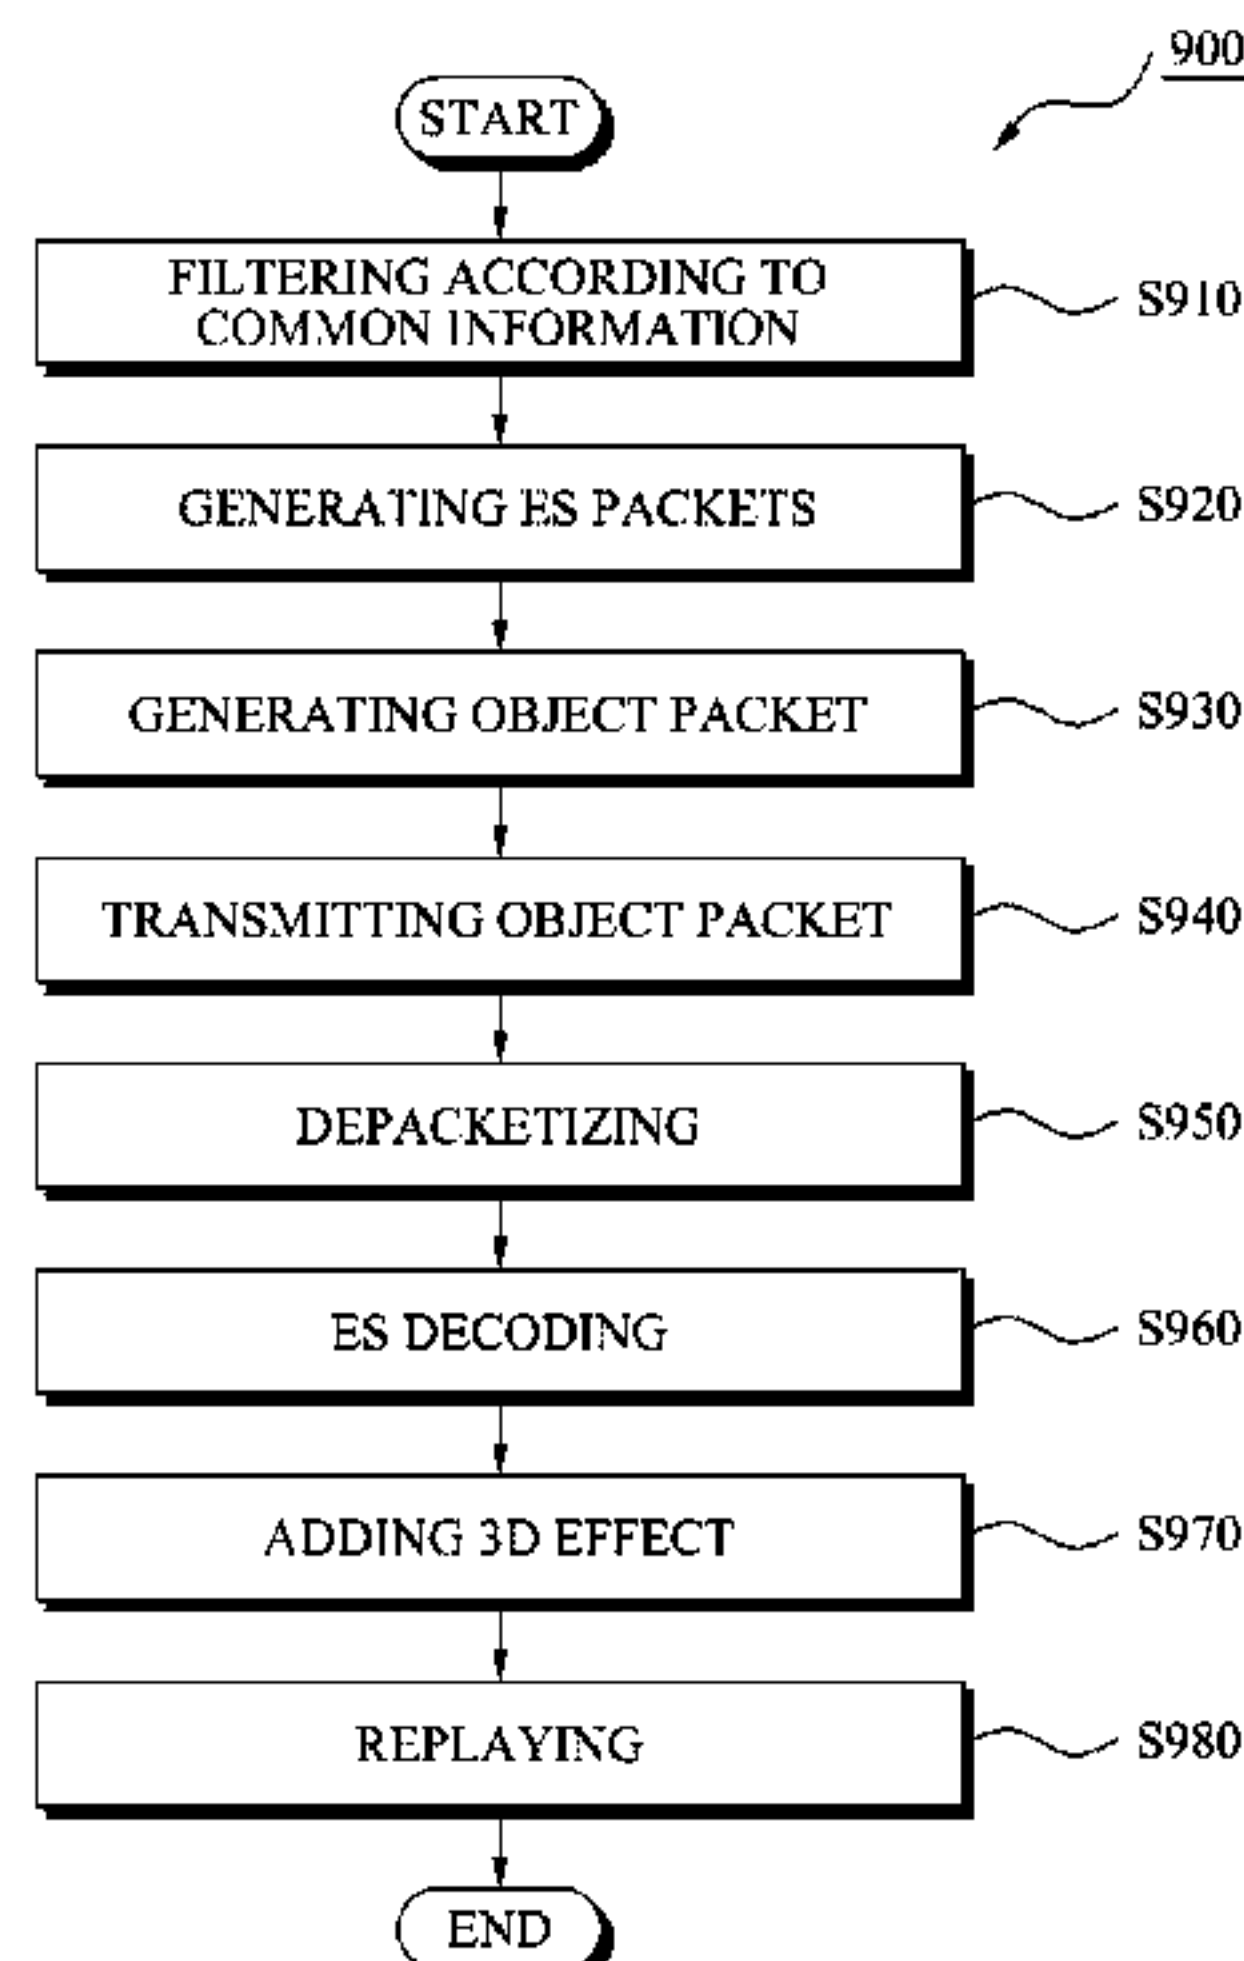 900
START
FILTERING ACCORDING TO
COMMON INFORMATION
S910
GENERATING ES PACKETS
S920
GENERATING OBJECT PACKET
S930
TRANSMITTING OBJECT PACKET
S940
DEPACKETIZING
S950
ES DECODING
S960
ADDING 3D EFFECT
S970
REPLAYING
S980
END